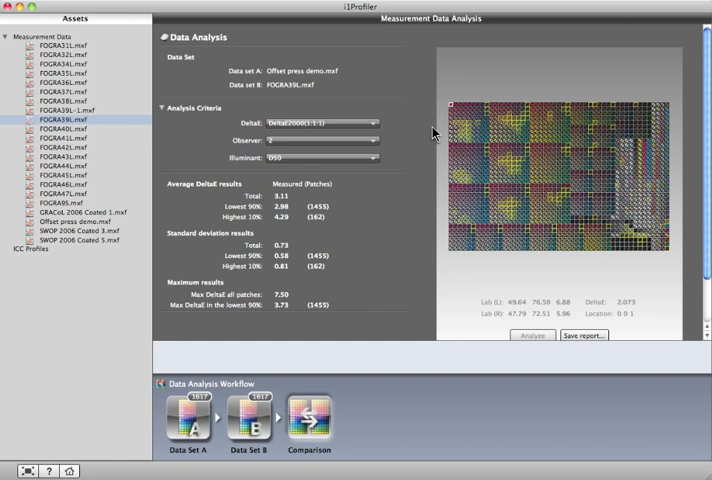 i1Profiler
Assets
Measurement Data Analysis
Measurement Data
FOGRA31L.mxf
FOGRA32L.mxf
FOGRA34L.mxf
FOGRA35L.mxf
FOGRA36L.mxf
FOGRA37L.mxf
FOGRA38L.mxf
FOGRA39L-1.mxf
FOGRA39L.mxf
FOGRA40L.mxf
FOGRA41L.mxf
FOGRA42L.mxf
FOGRA43L.mxf
FOGRA44L.mxf
FOGRA45L.mxf
FOGRA46L.mxf
FOGRA47L.mxf
FOGRA95.mxf
GRACoL 2006 Coated 1.mxf
Offset press demo.mxf
SWOP 2006 Coated 3.mxf
SWOP 2006 Coated 5.mxf
ICC Profiles
Data Analysis
Data Set
Data set A: Offset press demo.mxf
Data set B: FOGRA39L.mxf
Analysis Criteria
DeltaE: DeltaE2000(1:1:1)
Observer: 2
Illuminant: D50
Average DeltaE results Measured (Patches)
Total: 3.11
Lowest 90%: 2.98 (1455)
Highest 10%: 4.29 (162)
Standard deviation results
Total: 0.73
Lowest 90%: 0.58 (1455)
Highest 10%: 0.81 (162)
Maximum results
Max DeltaE all patches: 7.50
Max DeltaE in the lowest 90%: 3.73 (1455)
Lab (L): 49.64 76.50 6.88 DeltaE: 2.073
Lab (R): 47.79 72.51 5.96 Location: 0 0 1
Analyze Save report...
Data Analysis Workflow
1617 1617
A B
Data Set A Data Set B Comparison
?